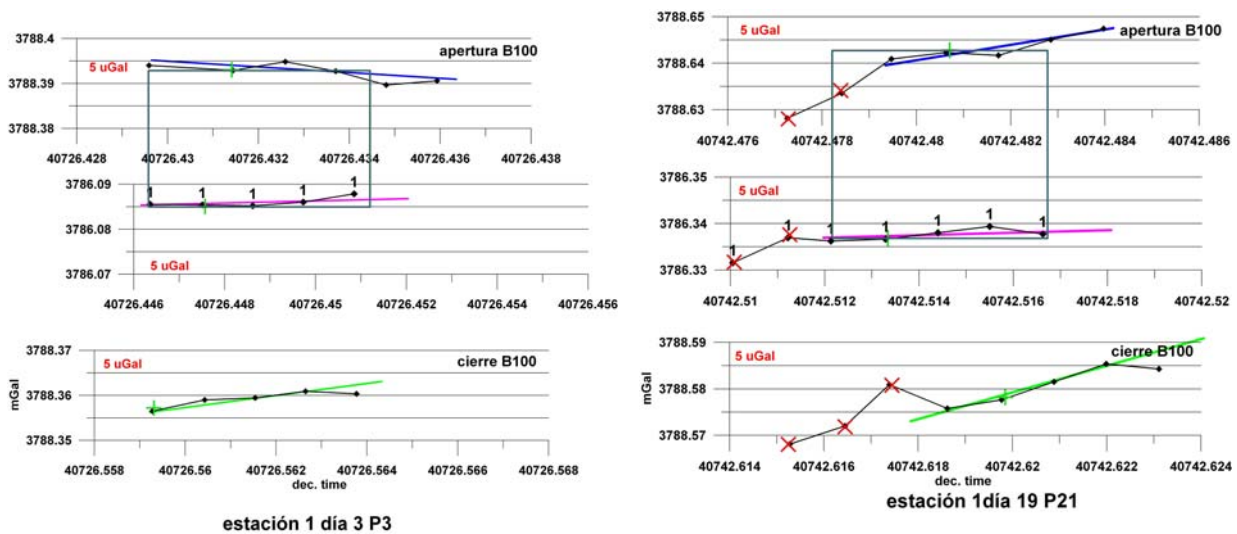 3788.4
5 uGal
apertura B100
3788.39
3788.38
40726.428 40726.43 40726.432 40726.434 40726.436 40726.438
3786.09
1 1 1 1 1
3786.08
3786.07
5 uGal
40726.446 40726.448 40726.45 40726.452 40726.454 40726.456
3788.37
5 uGal
cierre B100
mGal
3788.36
3788.35
40726.558 40726.56 40726.562 40726.564 40726.566 40726.568
dec. time
estación 1 día 3 P3
3788.65
5 uGal
apertura B100
3788.64
3788.63
40742.476 40742.478 40742.48 40742.482 40742.484 40742.486
3786.35
5 uGal
3786.34
1 1 1 1 1 1 1
3786.33
40742.51 40742.512 40742.514 40742.516 40742.518 40742.52
3788.59
5 uGal
cierre B100
mGal
3788.58
3788.57
40742.614 40742.616 40742.618 40742.62 40742.622 40742.624
dec. time
estación 1día 19 P21